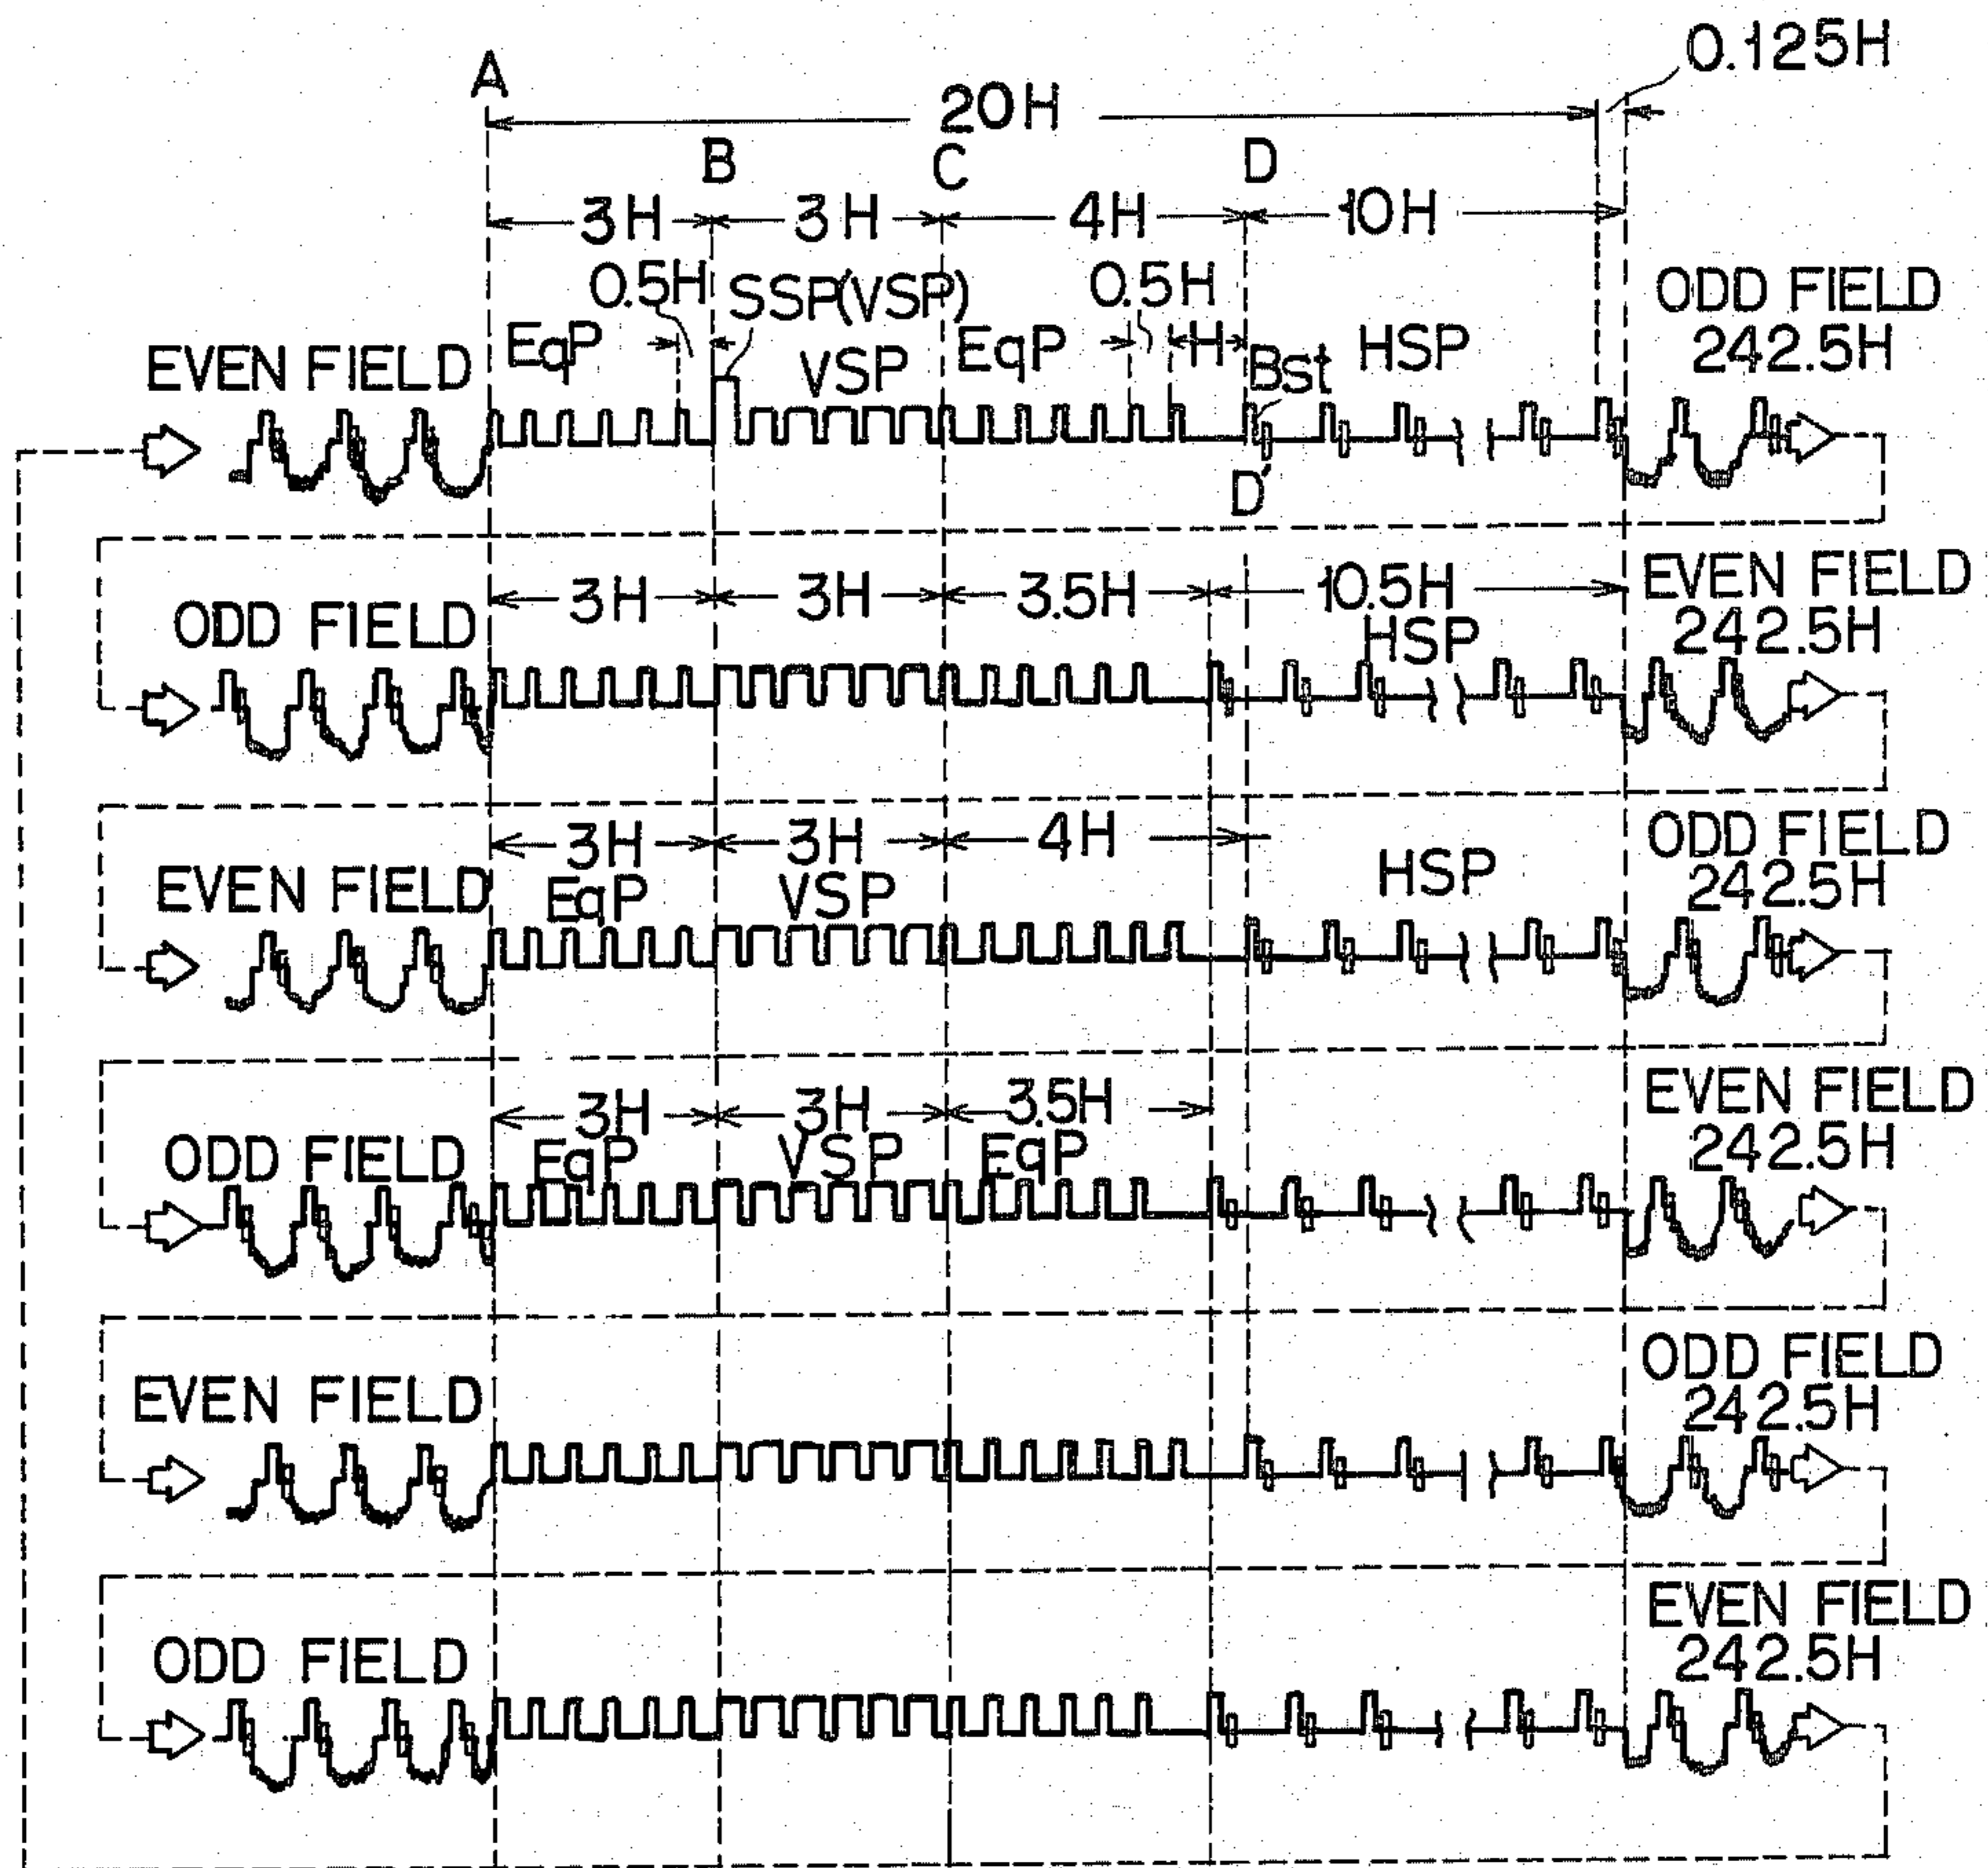 0.125H
A
20H
B C D
3H 3H 4H 10H
0.5H SSP(VSP) 0.5H ODD FIELD
EVEN FIELD EqP VSP EqP H Bst HSP 242.5H
D'
3H 3H 3.5H 10.5H EVEN FIELD
ODD FIELD HSP 242.5H
3H 3H 4H ODD FIELD
EVEN FIELD EqP VSP HSP 242.5H
3H 3H 3.5H EVEN FIELD
ODD FIELD EqP VSP EqP 242.5H
ODD FIELD
EVEN FIELD 242.5H
EVEN FIELD
ODD FIELD 242.5H